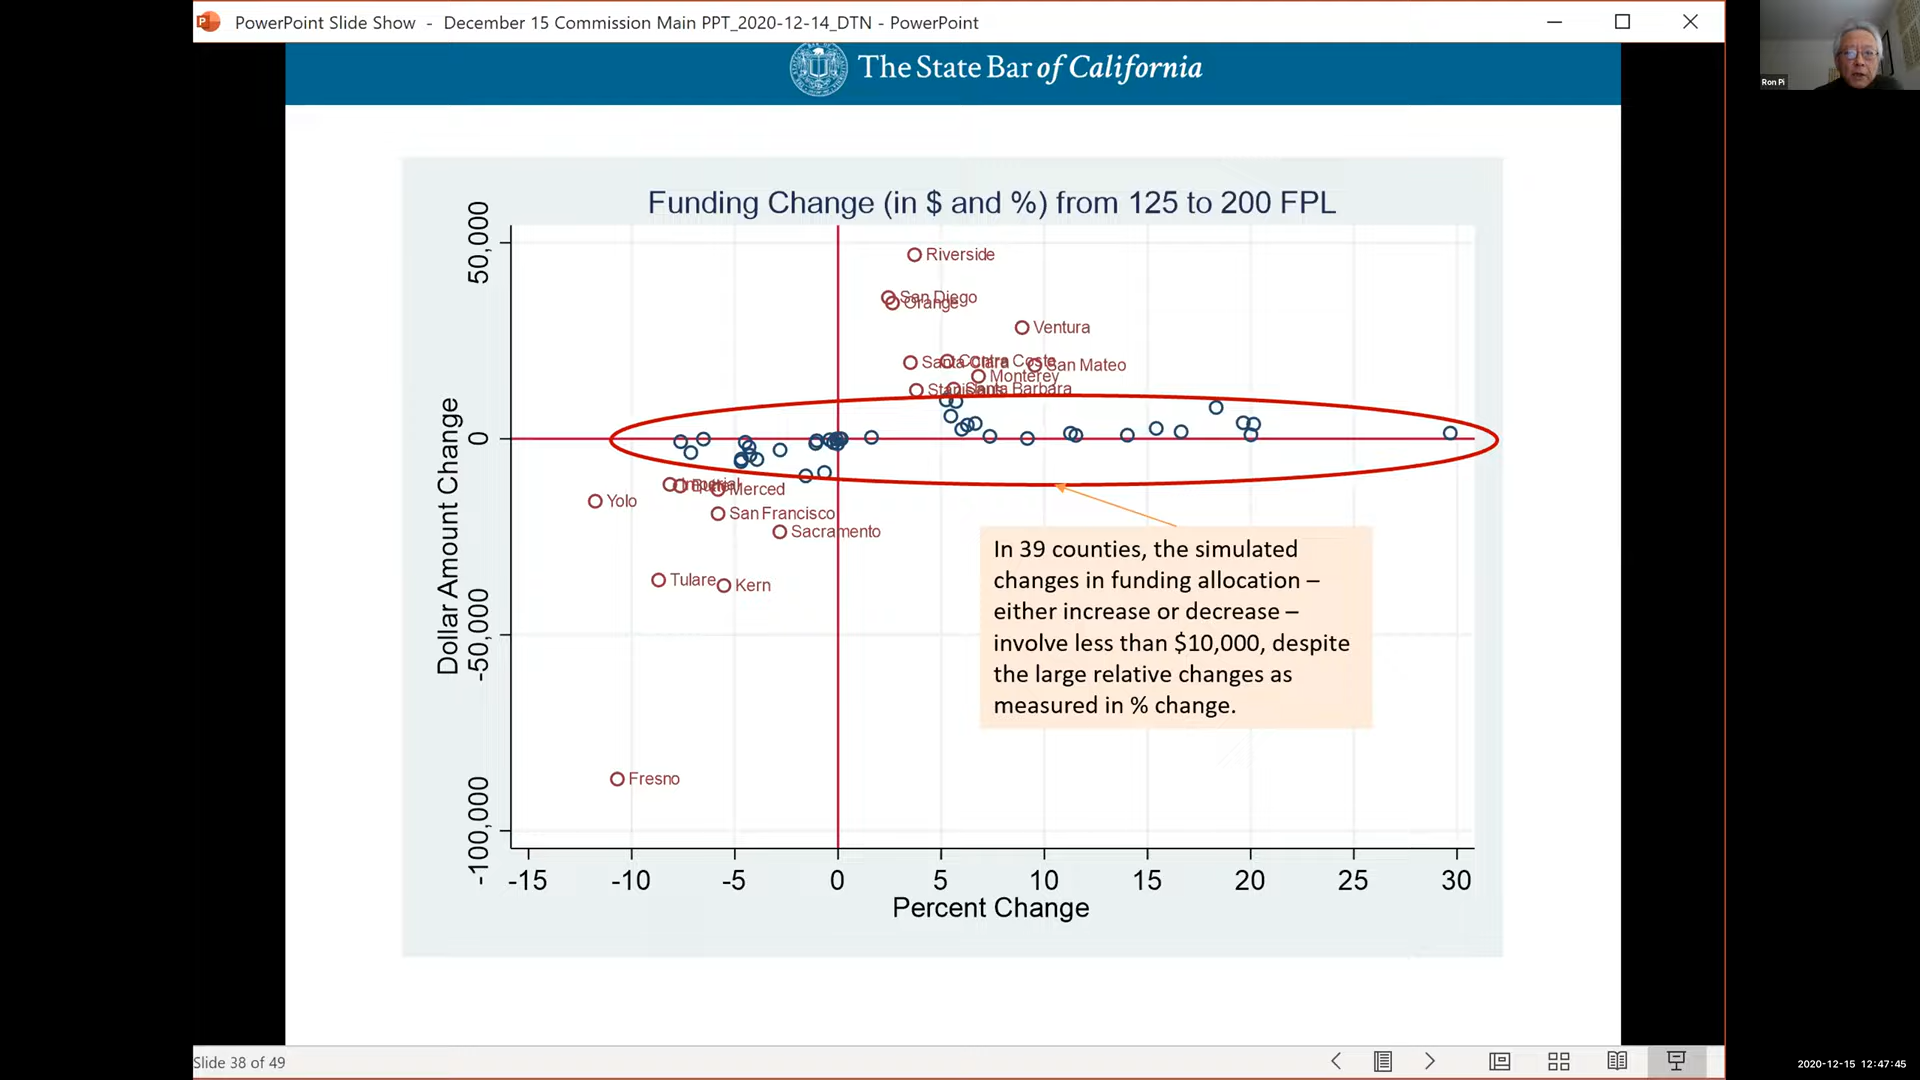 PowerPoint Slide Show - December 15 Commission Main PPT_2020-12-14_DTN - PowerPoint
Ron Pi
The State Bar of California
Funding Change (in $ and %) from 125 to 200 FPL
Dollar Amount Change
50,000
0
-50,000
-100,000
Riverside
San Diego
Orange
Ventura
Santa Clara
Contra Costa
San Mateo
Monterey
Stanislaus
Santa Barbara
Imperial
Butte
Merced
Yolo
San Francisco
Sacramento
Tulare
Kern
Fresno
In 39 counties, the simulated
changes in funding allocation –
either increase or decrease –
involve less than $10,000, despite
the large relative changes as
measured in % change.
-15 -10 -5 0 5 10 15 20 25 30
Percent Change
Slide 38 of 49
2020-12-15 12:47:45